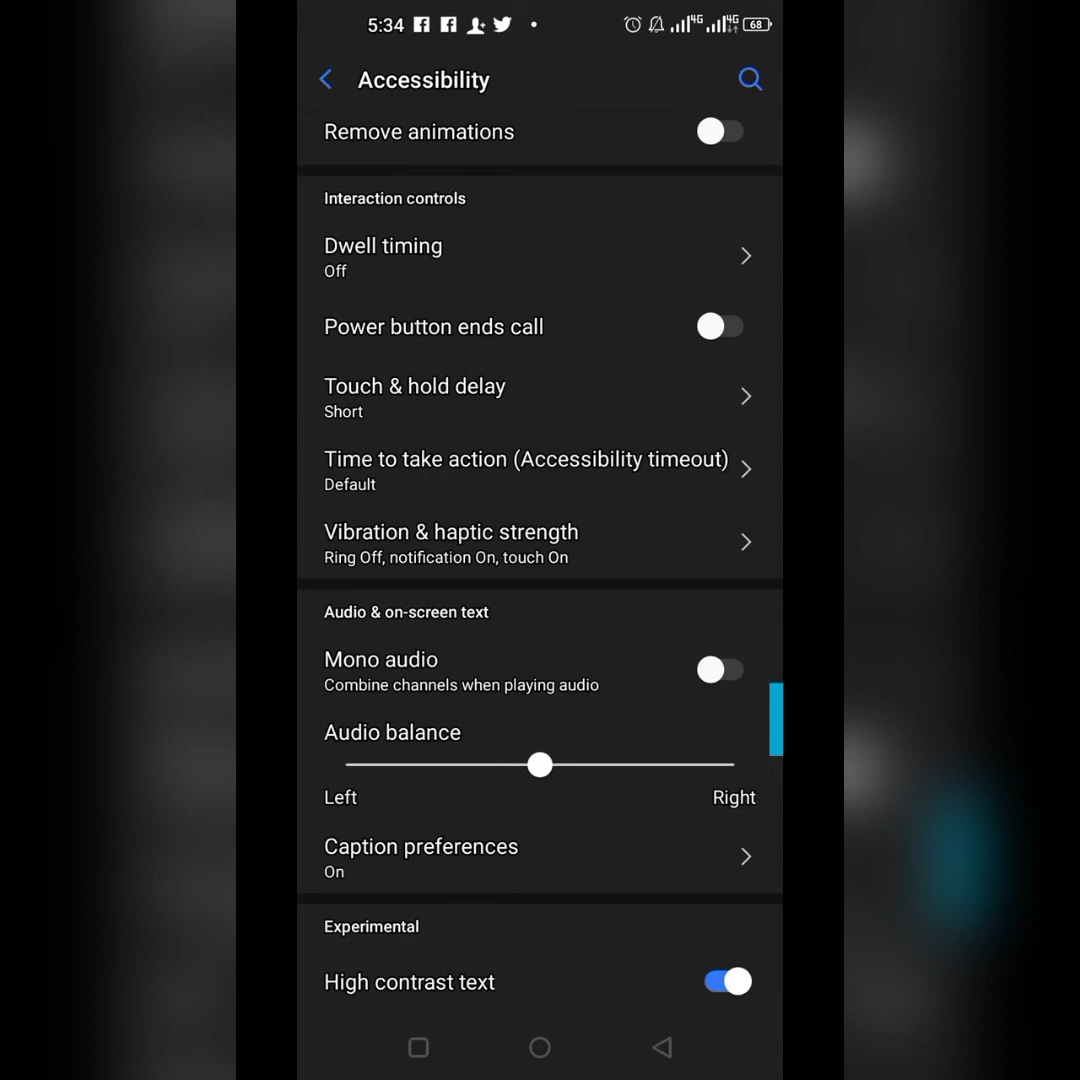 5:34 4G 4G 68
Accessibility
Remove animations
Interaction controls
Dwell timing
Off
Power button ends call
Touch & hold delay
Short
Time to take action (Accessibility timeout)
Default
Vibration & haptic strength
Ring Off, notification On, touch On
Audio & on-screen text
Mono audio
Combine channels when playing audio
Audio balance
Left Right
Caption preferences
On
Experimental
High contrast text